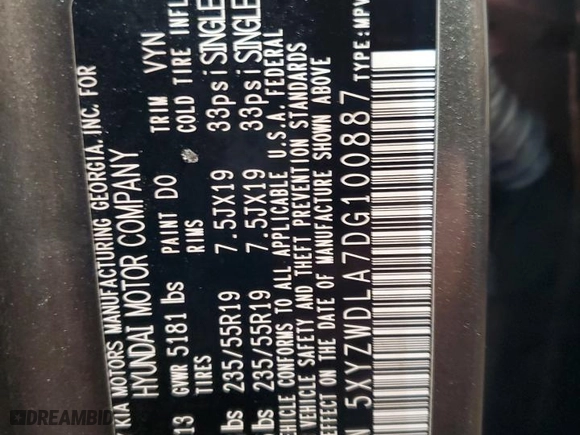 KIA MOTORS MANUFACTURING GEORGIA, INC. FOR
HYUNDAI MOTOR COMPANY
13 GVWR 5181 lbs PAINT DO TRIM VYN
TIRES RIMS COLD TIRE INFL
lbs 235/55R19 7.5JX19 33psi SINGLE
lbs 235/55R19 7.5JX19 33psi SINGLE
VEHICLE CONFORMS TO ALL APPLICABLE U.S.A. FEDERAL
VEHICLE SAFETY AND THEFT PREVENTION STANDARDS
EFFECT ON THE DATE OF MANUFACTURE SHOWN ABOVE
N 5XYZWDLA7DG100887 TYPE:MPV
DREAMBID